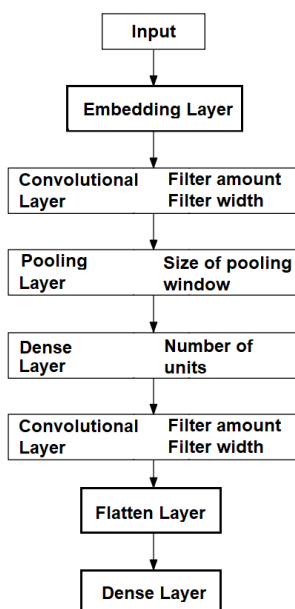 Input
Embedding Layer
Convolutional Filter amount
Layer Filter width
Pooling Size of pooling
Layer window
Dense Number of
Layer units
Convolutional Filter amount
Layer Filter width
Flatten Layer
Dense Layer